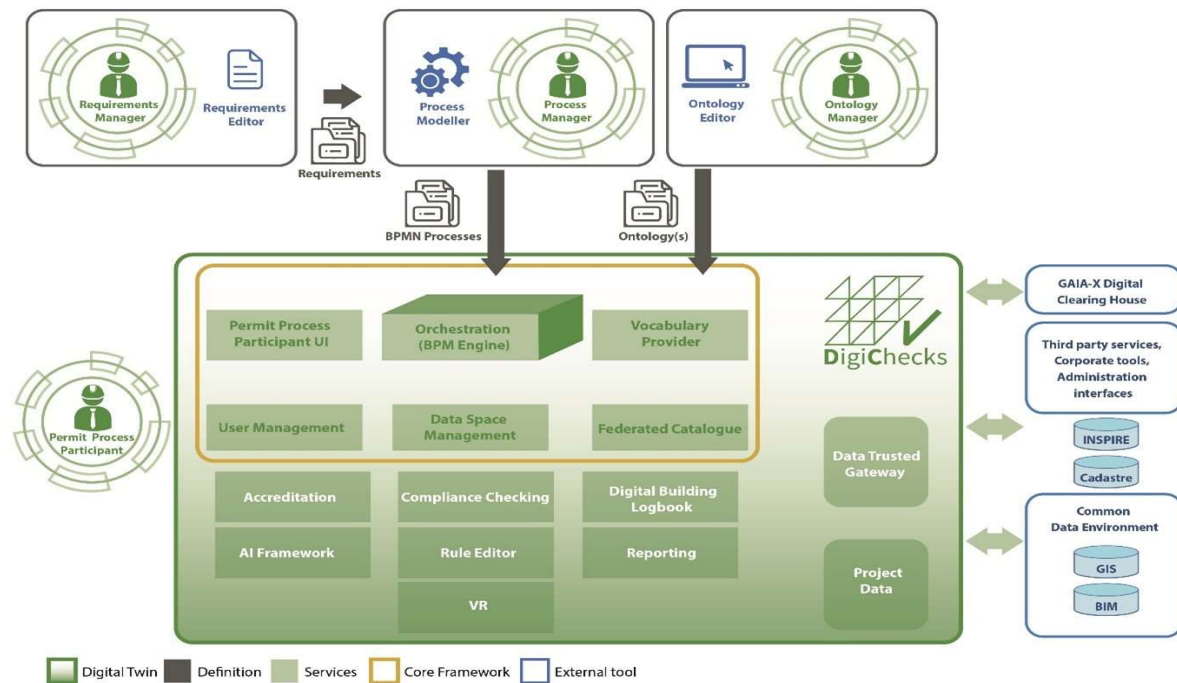 Requirements
Manager
Requirements
Editor
Requirements
Process
Modeller
Process
Manager
Ontology
Editor
Ontology
Manager
BPMN Processes
Ontology(s)
Permit Process
Participant UI
Orchestration
(BPM Engine)
Vocabulary
Provider
DigiChecks
User Management
Data Space
Management
Federated Catalogue
Permit Process
Participant
Accreditation
Compliance Checking
Digital Building
Logbook
AI Framework
Rule Editor
Reporting
VR
Data Trusted
Gateway
Project
Data
GAIA-X Digital
Clearing House
Third party services,
Corporate tools,
Administration
interfaces
INSPIRE
Cadastre
Common
Data Environment
GIS
BIM
Digital Twin
Definition
Services
Core Framework
External tool